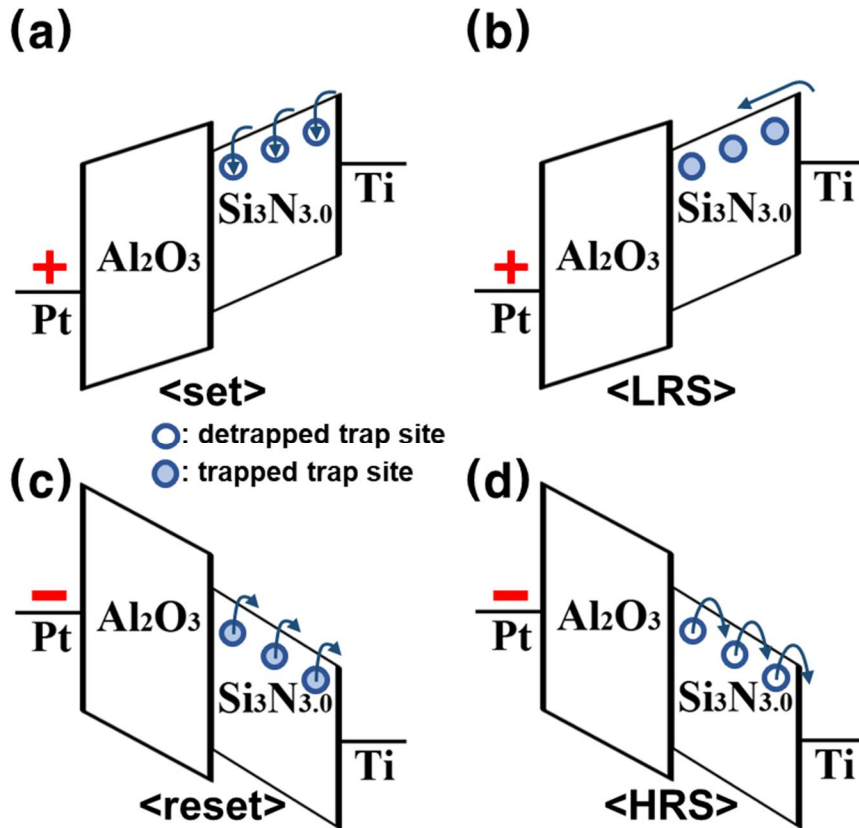 (a)
Al₂O₃
Si₃N₃.₀
Ti
+
Pt
<set>
(b)
Al₂O₃
Si₃N₃.₀
Ti
+
Pt
<LRS>
: detrapped trap site
: trapped trap site
(c)
−
Pt
Al₂O₃
Si₃N₃.₀
Ti
<reset>
(d)
−
Pt
Al₂O₃
Si₃N₃.₀
Ti
<HRS>